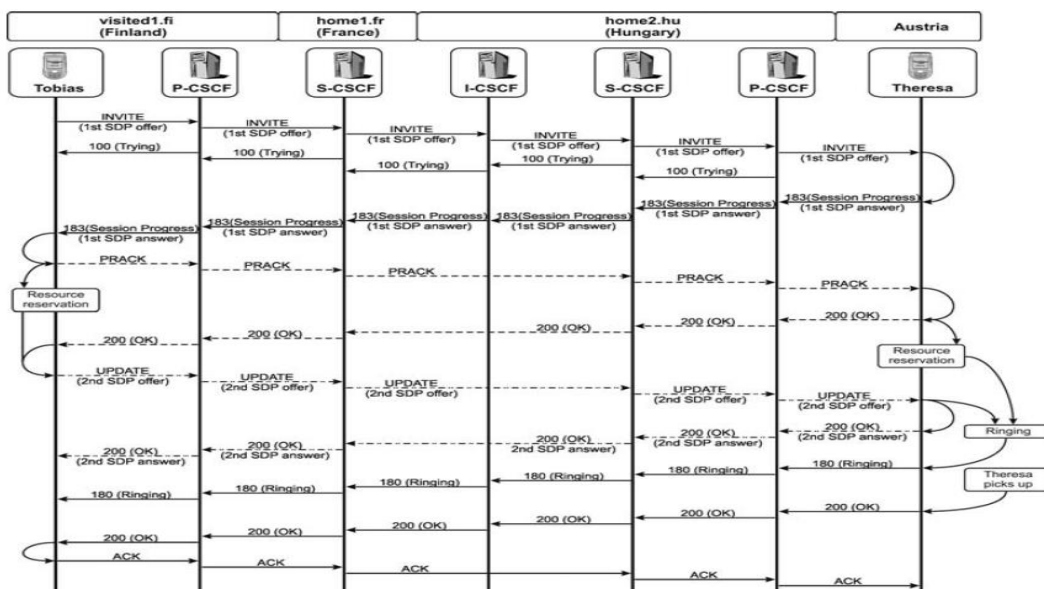 visited1.fi
(Finland)
home1.fr
(France)
home2.hu
(Hungary)
Austria
Tobias
P-CSCF
S-CSCF
I-CSCF
S-CSCF
P-CSCF
Theresa
INVITE
(1st SDP offer)
INVITE
(1st SDP offer)
INVITE
(1st SDP offer)
INVITE
(1st SDP offer)
INVITE
(1st SDP offer)
INVITE
(1st SDP offer)
100 (Trying)
100 (Trying)
100 (Trying)
100 (Trying)
100 (Trying)
183(Session Progress)
(1st SDP answer)
183(Session Progress)
(1st SDP answer)
183(Session Progress)
(1st SDP answer)
183(Session Progress)
(1st SDP answer)
183(Session Progress)
(1st SDP answer)
183(Session Progress)
(1st SDP answer)
PRACK
PRACK
PRACK
PRACK
PRACK
Resource
reservation
200 (OK)
200 (OK)
200 (OK)
200 (OK)
200 (OK)
Resource
reservation
UPDATE
(2nd SDP offer)
UPDATE
(2nd SDP offer)
UPDATE
(2nd SDP offer)
UPDATE
(2nd SDP offer)
UPDATE
(2nd SDP offer)
200 (OK)
(2nd SDP answer)
200 (OK)
(2nd SDP answer)
200 (OK)
2nd SDP answer)
200 (OK)
(2nd SDP answer)
200 (OK)
(2nd SDP answer)
Ringing
180 (Ringing)
180 (Ringing)
180 (Ringing)
180 (Ringing)
180 (Ringing)
180 (Ringing)
Theresa
picks up
200 (OK)
200 (OK)
200 (OK)
200 (OK)
200 (OK)
200 (OK)
ACK
ACK
ACK
ACK
ACK